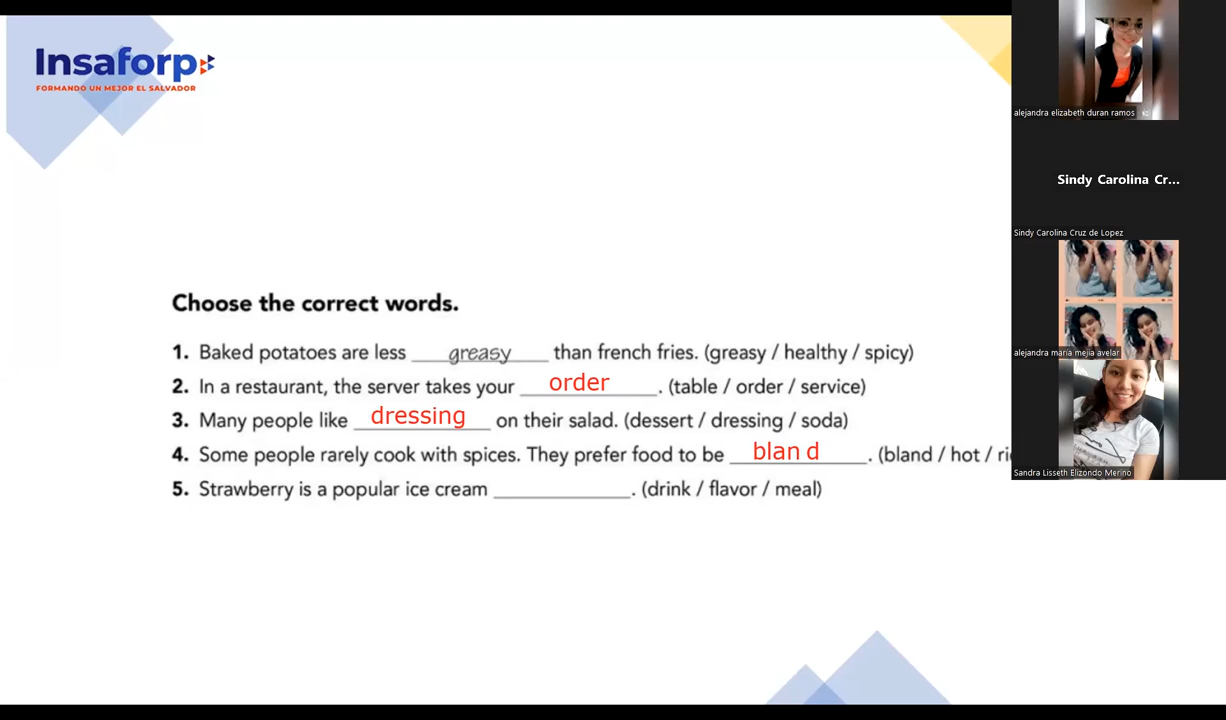 Insaforp
FORMANDO UN MEJOR EL SALVADOR
Choose the correct words.
1. Baked potatoes are less greasy than french fries. (greasy / healthy / spicy)
2. In a restaurant, the server takes your order. (table / order / service)
3. Many people like dressing on their salad. (dessert / dressing / soda)
4. Some people rarely cook with spices. They prefer food to be blan d. (bland / hot /
5. Strawberry is a popular ice cream ____________. (drink / flavor / meal)
alejandra elizabeth duran ramos
Sindy Carolina Cr...
Sindy Carolina Cruz de Lopez
alejandra maría mejía avelar
Sandra Lisseth Elizondo Merino